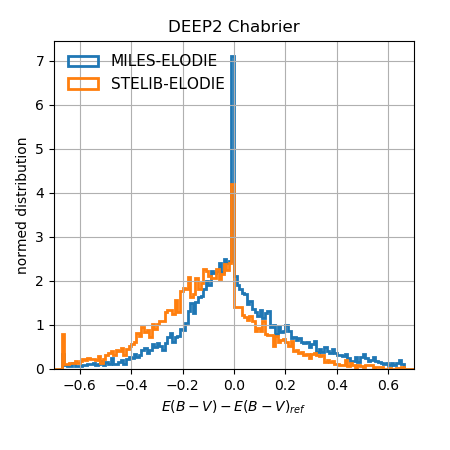 DEEP2 Chabrier
MILES-ELODIE
STELIB-ELODIE
normed distribution
7
6
5
4
3
2
1
0
−0.6 −0.4 −0.2 0.0 0.2 0.4 0.6
E(B − V) − E(B − V)ref